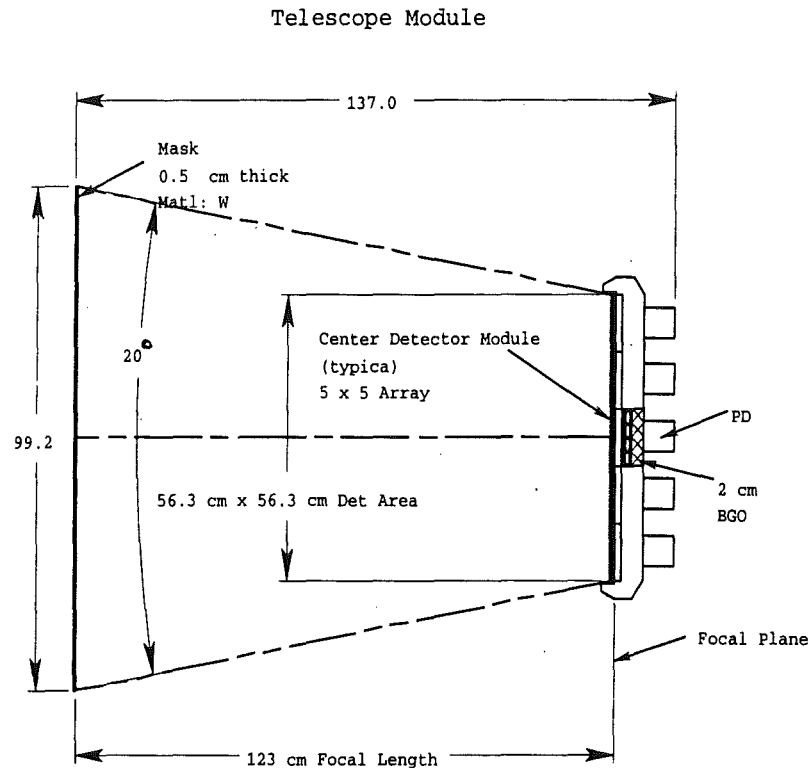 Telescope Module
137.0
Mask
0.5 cm thick
Matl: W
20°
Center Detector Module
(typica)
5 x 5 Array
PD
99.2
56.3 cm x 56.3 cm Det Area
2 cm
BGO
Focal Plane
123 cm Focal Length